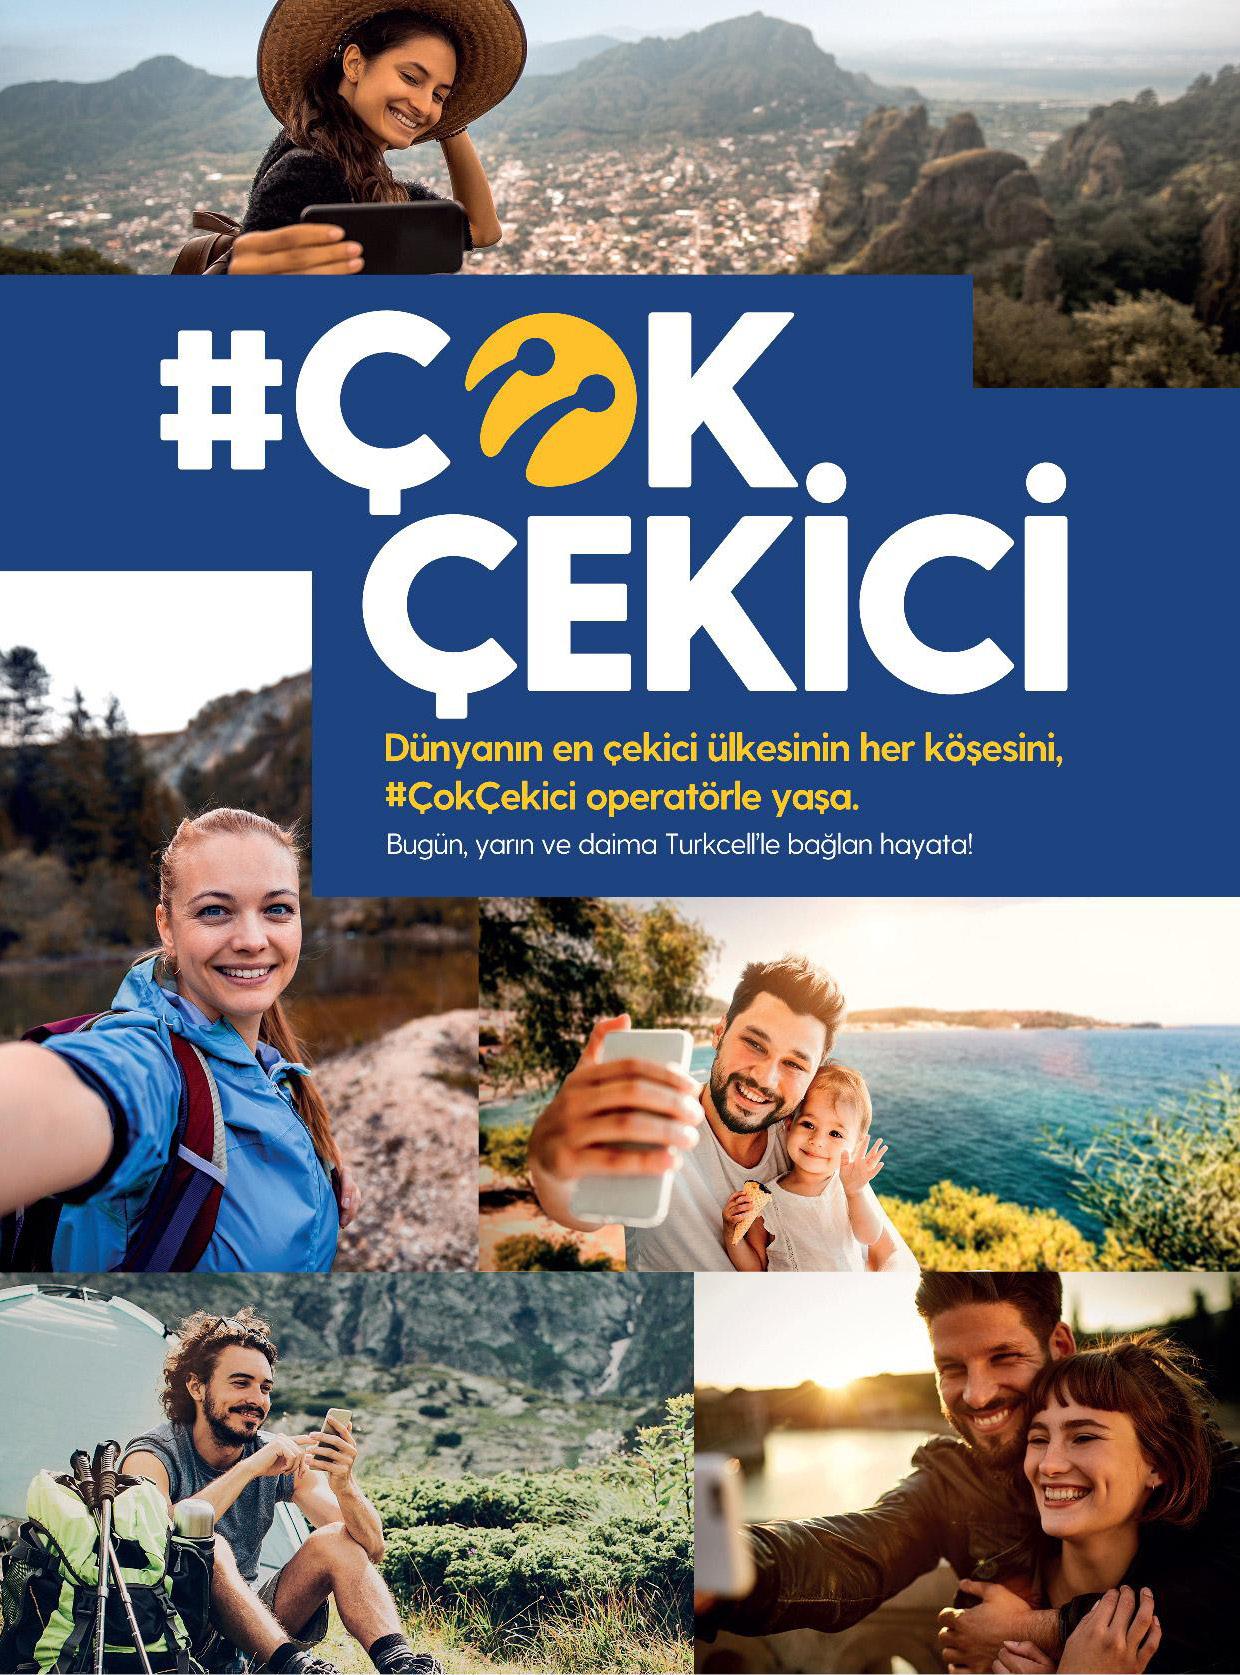 #ÇOK
ÇEKİCİ
Dünyanın en çekici ülkesinin her köşesini,
#ÇokÇekici operatörle yaşa.
Bugün, yarın ve daima Turkcell'le bağlan hayata!